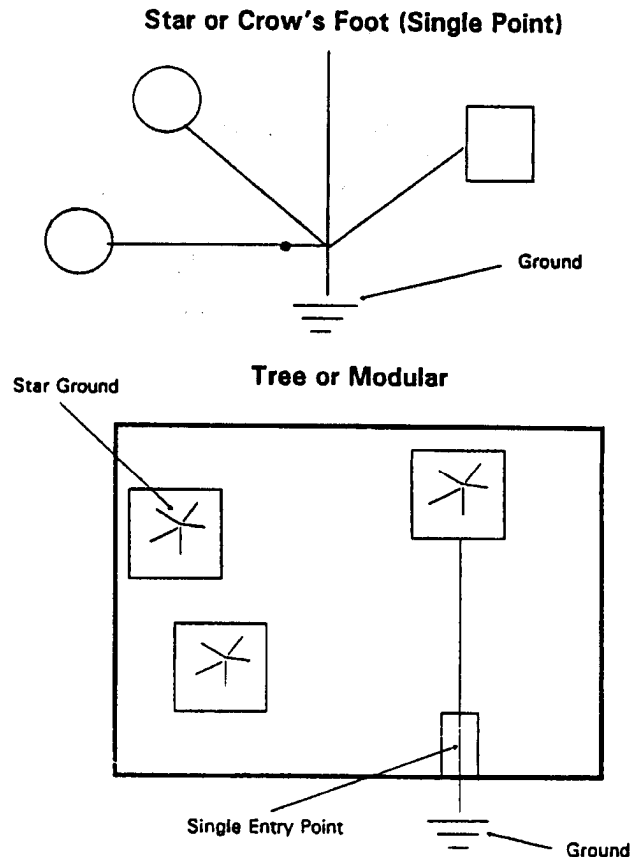 Star or Crow's Foot (Single Point)
Ground
Tree or Modular
Star Ground
Single Entry Point
Ground